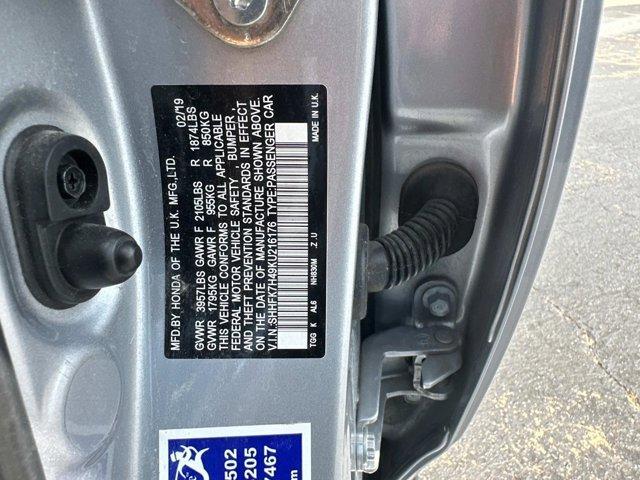 MFD.BY HONDA OF THE U.K. MFG.,LTD. 02/19
GVWR 3957LBS GAWR F 2105LBS R 1874LBS
GVWR 1795KG GAWR F 955KG R 850KG
THIS VEHICLE CONFORMS TO ALL APPLICABLE
FEDERAL MOTOR VEHICLE SAFETY , BUMPER ,
AND THEFT PREVENTION STANDARDS IN EFFECT
ON THE DATE OF MANUFACTURE SHOWN ABOVE.
V.I.N.:SHHFK7H49KU216176 TYPE:PASSENGER CAR
TGG K AL6 NH830M .Z.U MADE IN U.K.
502
205
7467
m